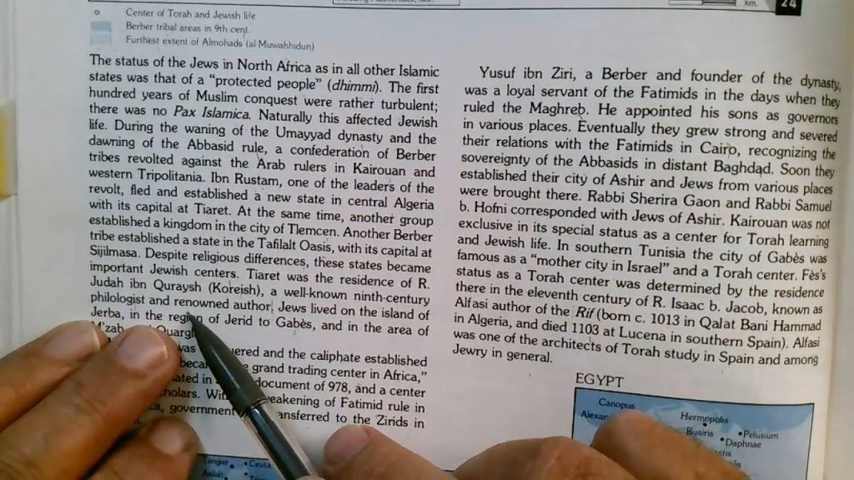 km.
24
Center of Torah and Jewish life
Berber tribal areas in 9th cent.
Furthest extent of Almohads (al-Muwahhidun)
The status of the Jews in North Africa as in all other Islamic
states was that of a “protected people” (dhimmi). The first
hundred years of Muslim conquest were rather turbulent;
there was no Pax Islamica. Naturally this affected Jewish
life. During the waning of the Umayyad dynasty and the
dawning of the Abbasid rule, a confederation of Berber
tribes revolted against the Arab rulers in Kairouan and
western Tripolitania. Ibn Rustam, one of the leaders of the
revolt, fled and established a new state in central Algeria
with its capital at Tiaret. At the same time, another group
established a kingdom in the city of Tlemcen. Another Berber
tribe established a state in the Tafilalt Oasis, with its capital at
Sijilmasa. Despite religious differences, these states became
important Jewish centers. Tiaret was the residence of R.
Judah ibn Quraysh (Koreish), a well-known ninth-century
philologist and renowned author. Jews lived on the island of
Jerba, in the region of Jerid to Gabès, and in the area of
M'zab
was and the caliphate established
grand trading center in Africa,”
document of 978, and a center
weakening of Fatimid rule in
government transferred to the Zirids in
Yusuf ibn Ziri, a Berber and founder of the dynasty,
was a loyal servant of the Fatimids in the days when they
ruled the Maghreb. He appointed his sons as governors
in various places. Eventually they grew strong and severed
their relations with the Fatimids in Cairo, recognizing the
sovereignty of the Abbasids in distant Baghdad. Soon they
established their city of Ashir and Jews from various places
were brought there. Rabbi Sherira Gaon and Rabbi Samuel
b. Hofni corresponded with Jews of Ashir. Kairouan was not
exclusive in its special status as a center for Torah learning
and Jewish life. In southern Tunisia the city of Gabès was
famous as a “mother city in Israel” and a Torah center. Fès's
status as a Torah center was determined by the residence
there in the eleventh century of R. Isaac b. Jacob, known as
Alfasi author of the Rif (born c. 1013 in Qalat Bani Hammad
in Algeria, and died 1103 at Lucena in southern Spain). Alfasi
was one of the architects of Torah study in Spain and among
Jewry in general.
EGYPT
Canopus
Hermopolis
Busiris
Pelusium
Daphnae
Tangier
Ceuta